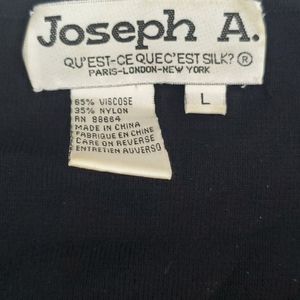 Joseph A.
QU'EST-CE QUE C'EST SILK? ®
PARIS-LONDON-NEW YORK
L
65% VISCOSE
35% NYLON
RN 98664
MADE IN CHINA
FABRIQUE EN CHINA
CARE ON REVERSE
ENTRETIEN AUVERSO